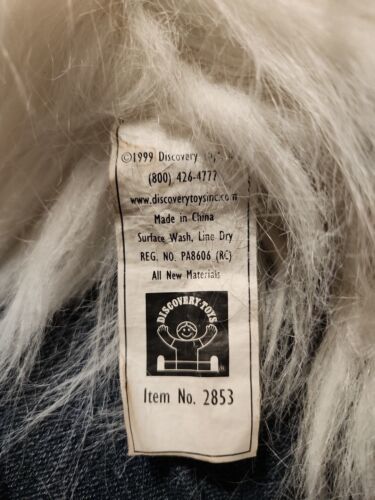 ©1999 Discovery
(800) 426-4777
www.discoverytoysinc.com
Made in China
Surface Wash, Line Dry
REG. NO. PA8606 (RC)
All New Materials
DISCOVERY·TOYS
Item No. 2853